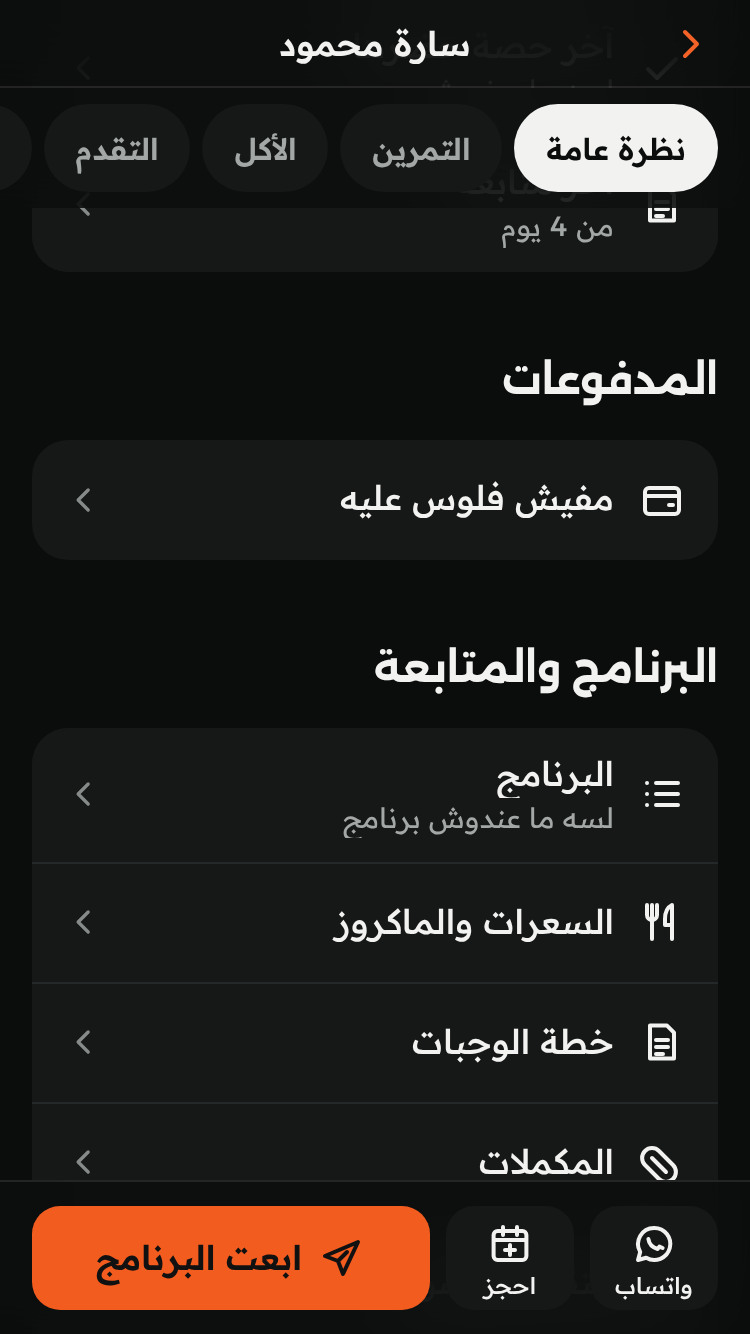 سارة محمود
نظرة عامة
التمرين
الأكل
التقدم
من 4 يوم
المدفوعات
مفيش فلوس عليه
البرنامج والمتابعة
البرنامج
لسه ما عندوش برنامج
السعرات والماكروز
خطة الوجبات
المكملات
واتساب
احجز
ابعت البرنامج